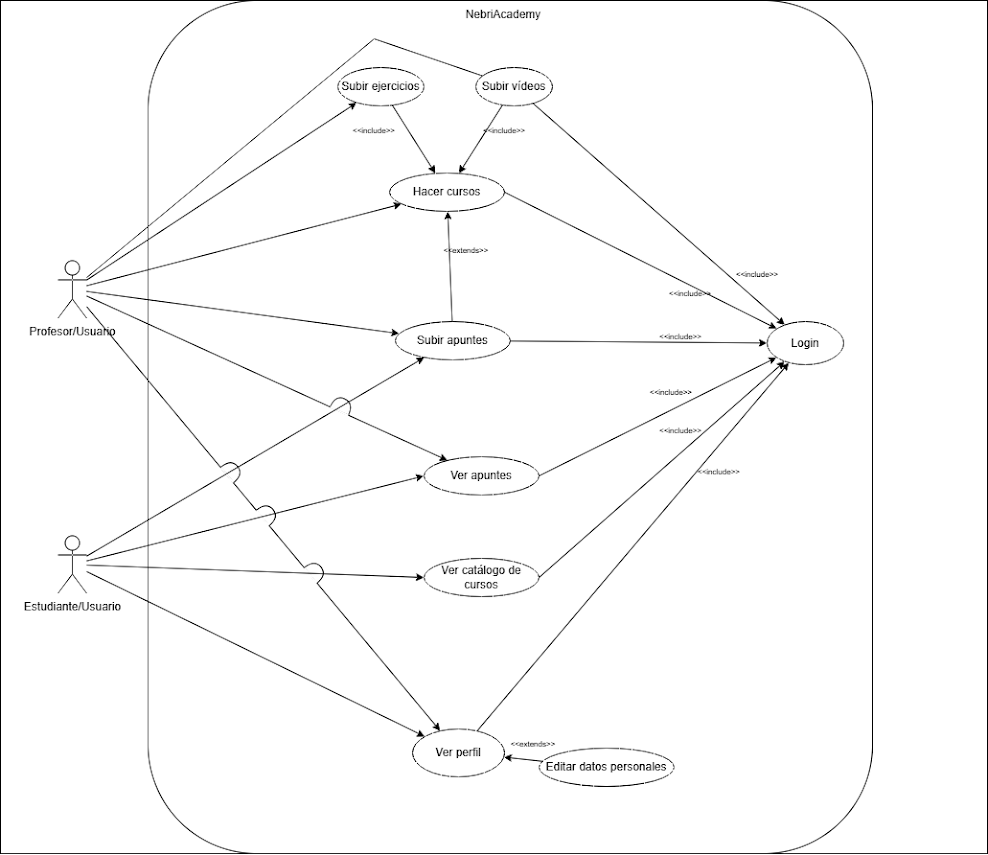 NebriAcademy
Subir ejercicios
Subir vídeos
<<include>>
<<include>>
Hacer cursos
<<extends>>
<<include>>
<<include>>
Profesor/Usuario
Subir apuntes
<<include>>
Login
<<include>>
<<include>>
Ver apuntes
<<include>>
Ver catálogo de
cursos
Estudiante/Usuario
Ver perfil
<<extends>>
Editar datos personales